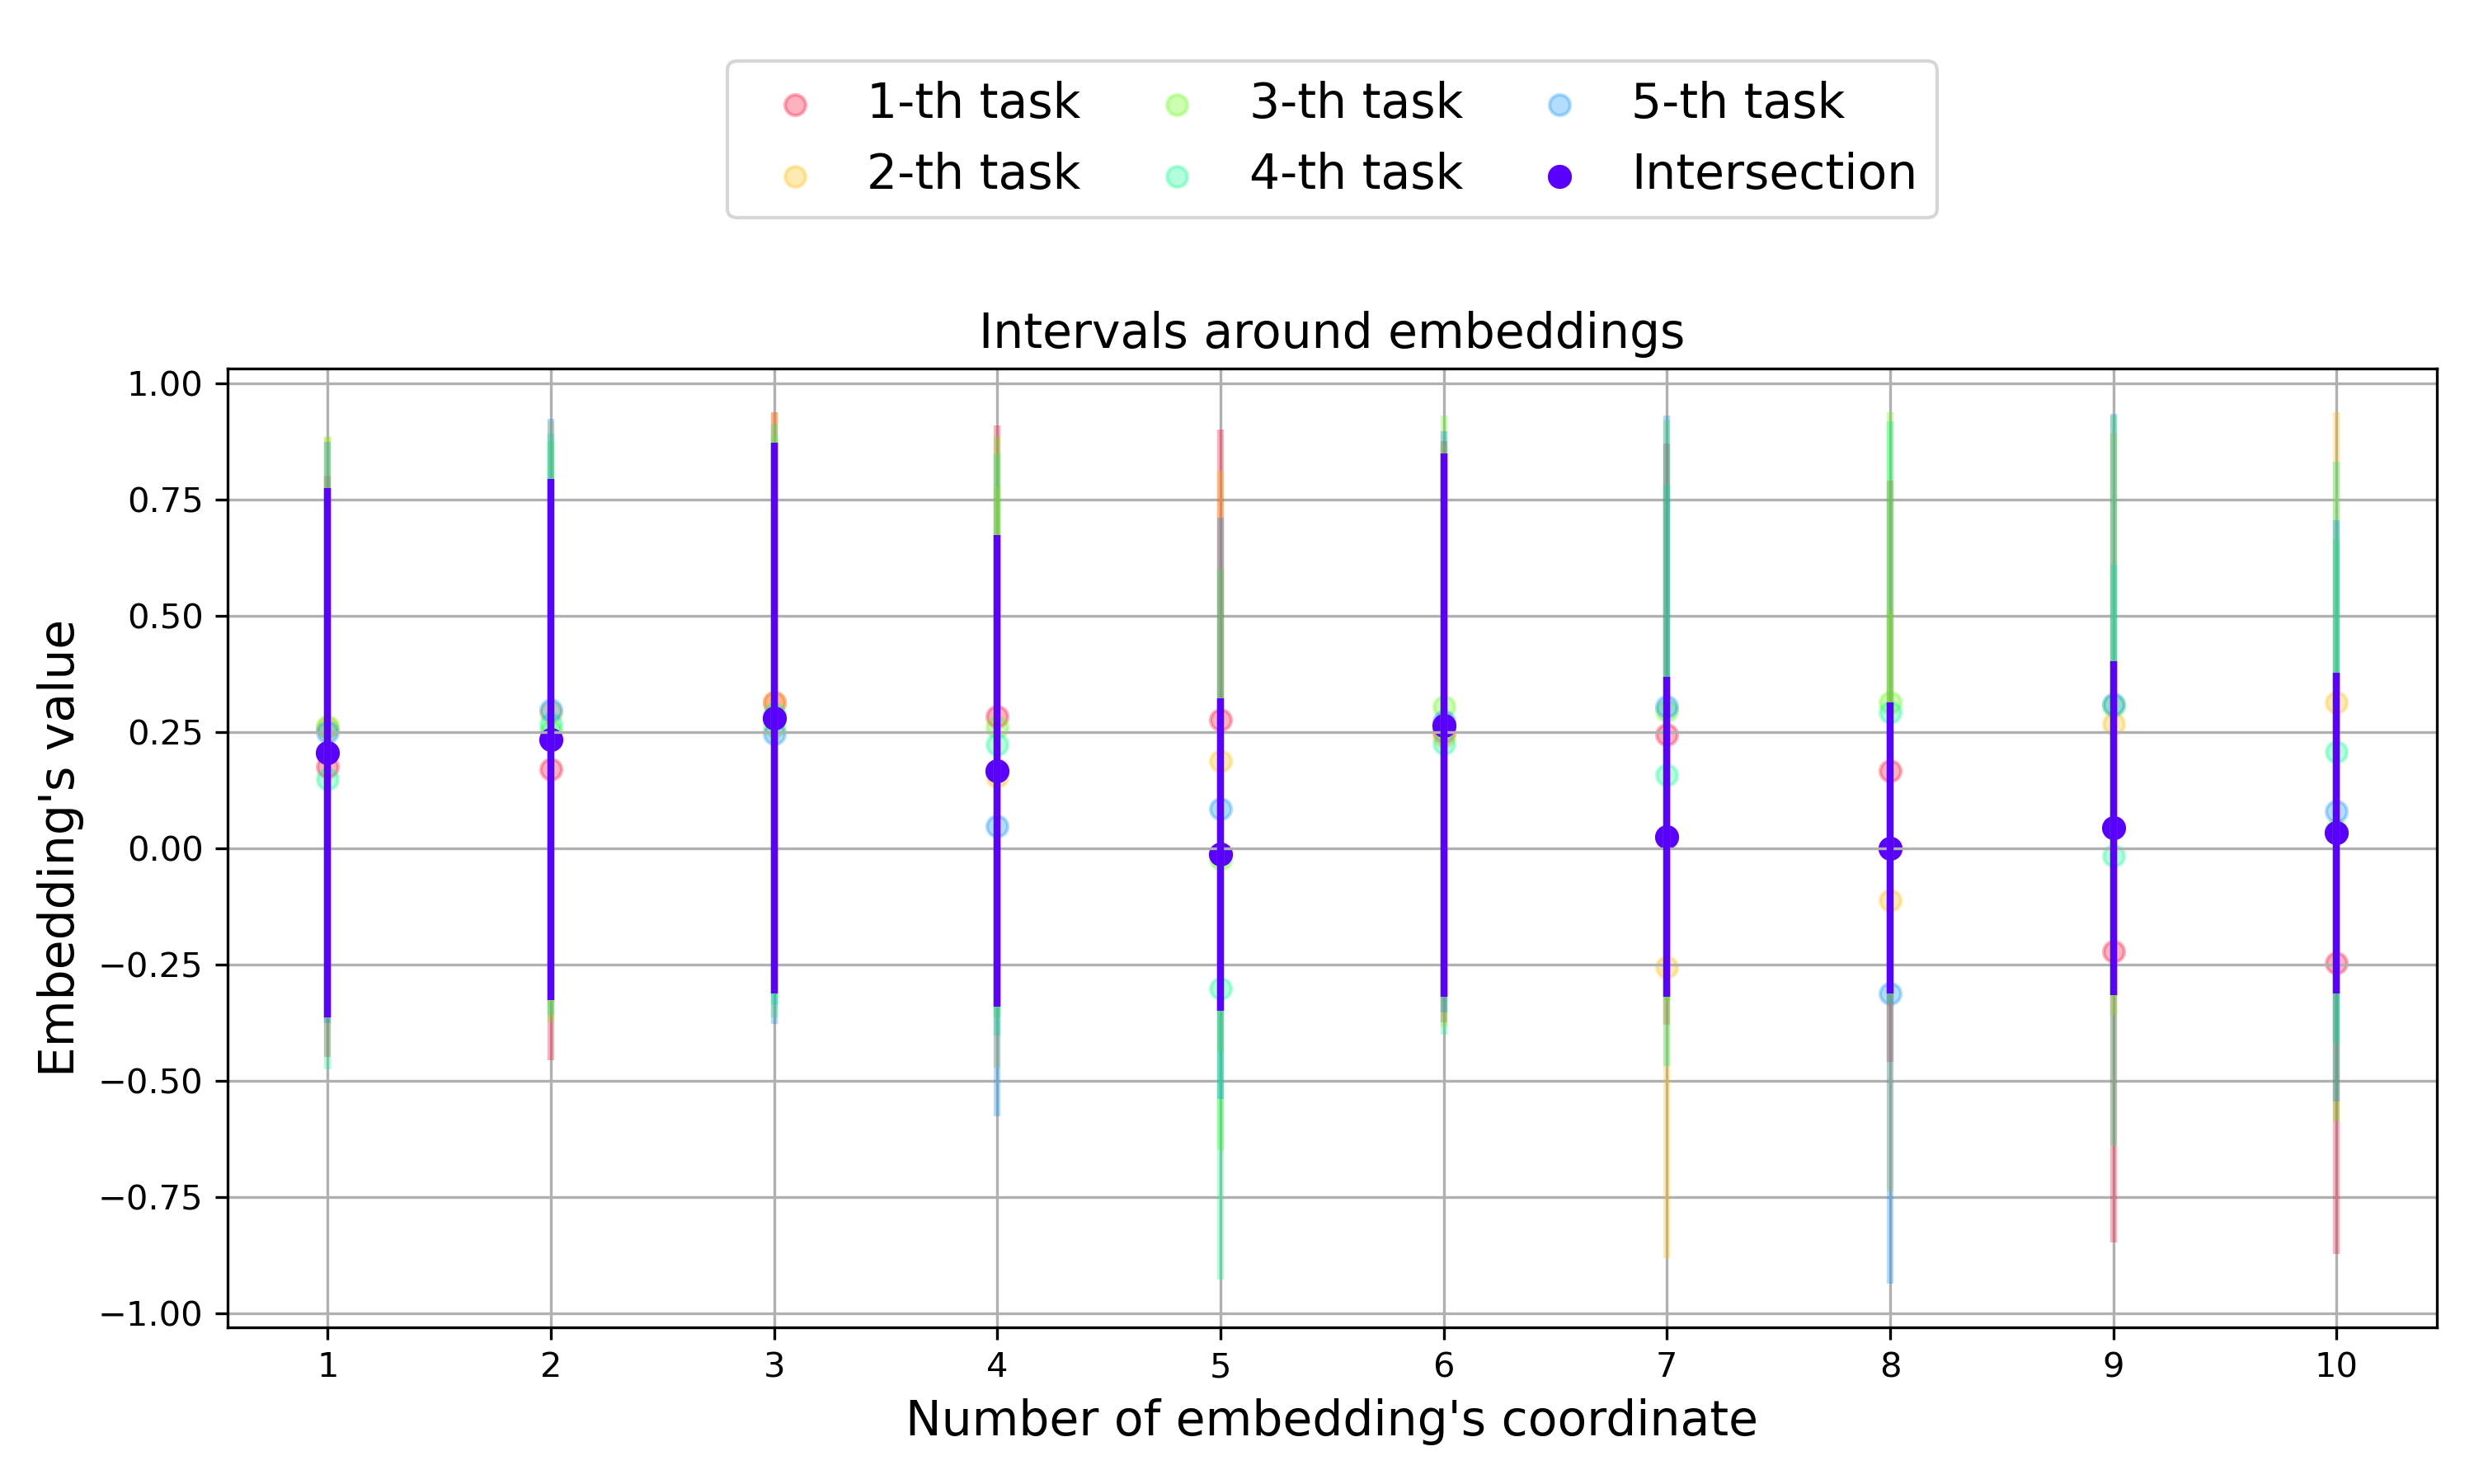 1-th task 3-th task 5-th task
2-th task 4-th task Intersection
Intervals around embeddings
1.00
0.75
0.50
0.25
0.00
−0.25
−0.50
−0.75
−1.00
Embedding's value
1 2 3 4 5 6 7 8 9 10
Number of embedding's coordinate